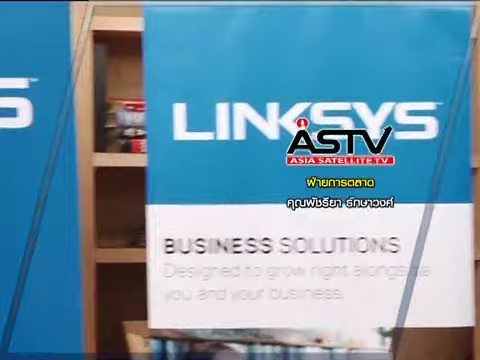 S
LINKSYS
ASTV
ASIA SATELLITE TV
ฝ่ายการตลาด
คุณพัชรียา รักษาวงศ์
BUSINESS SOLUTIONS
Designed to grow right alongside
you and your business.